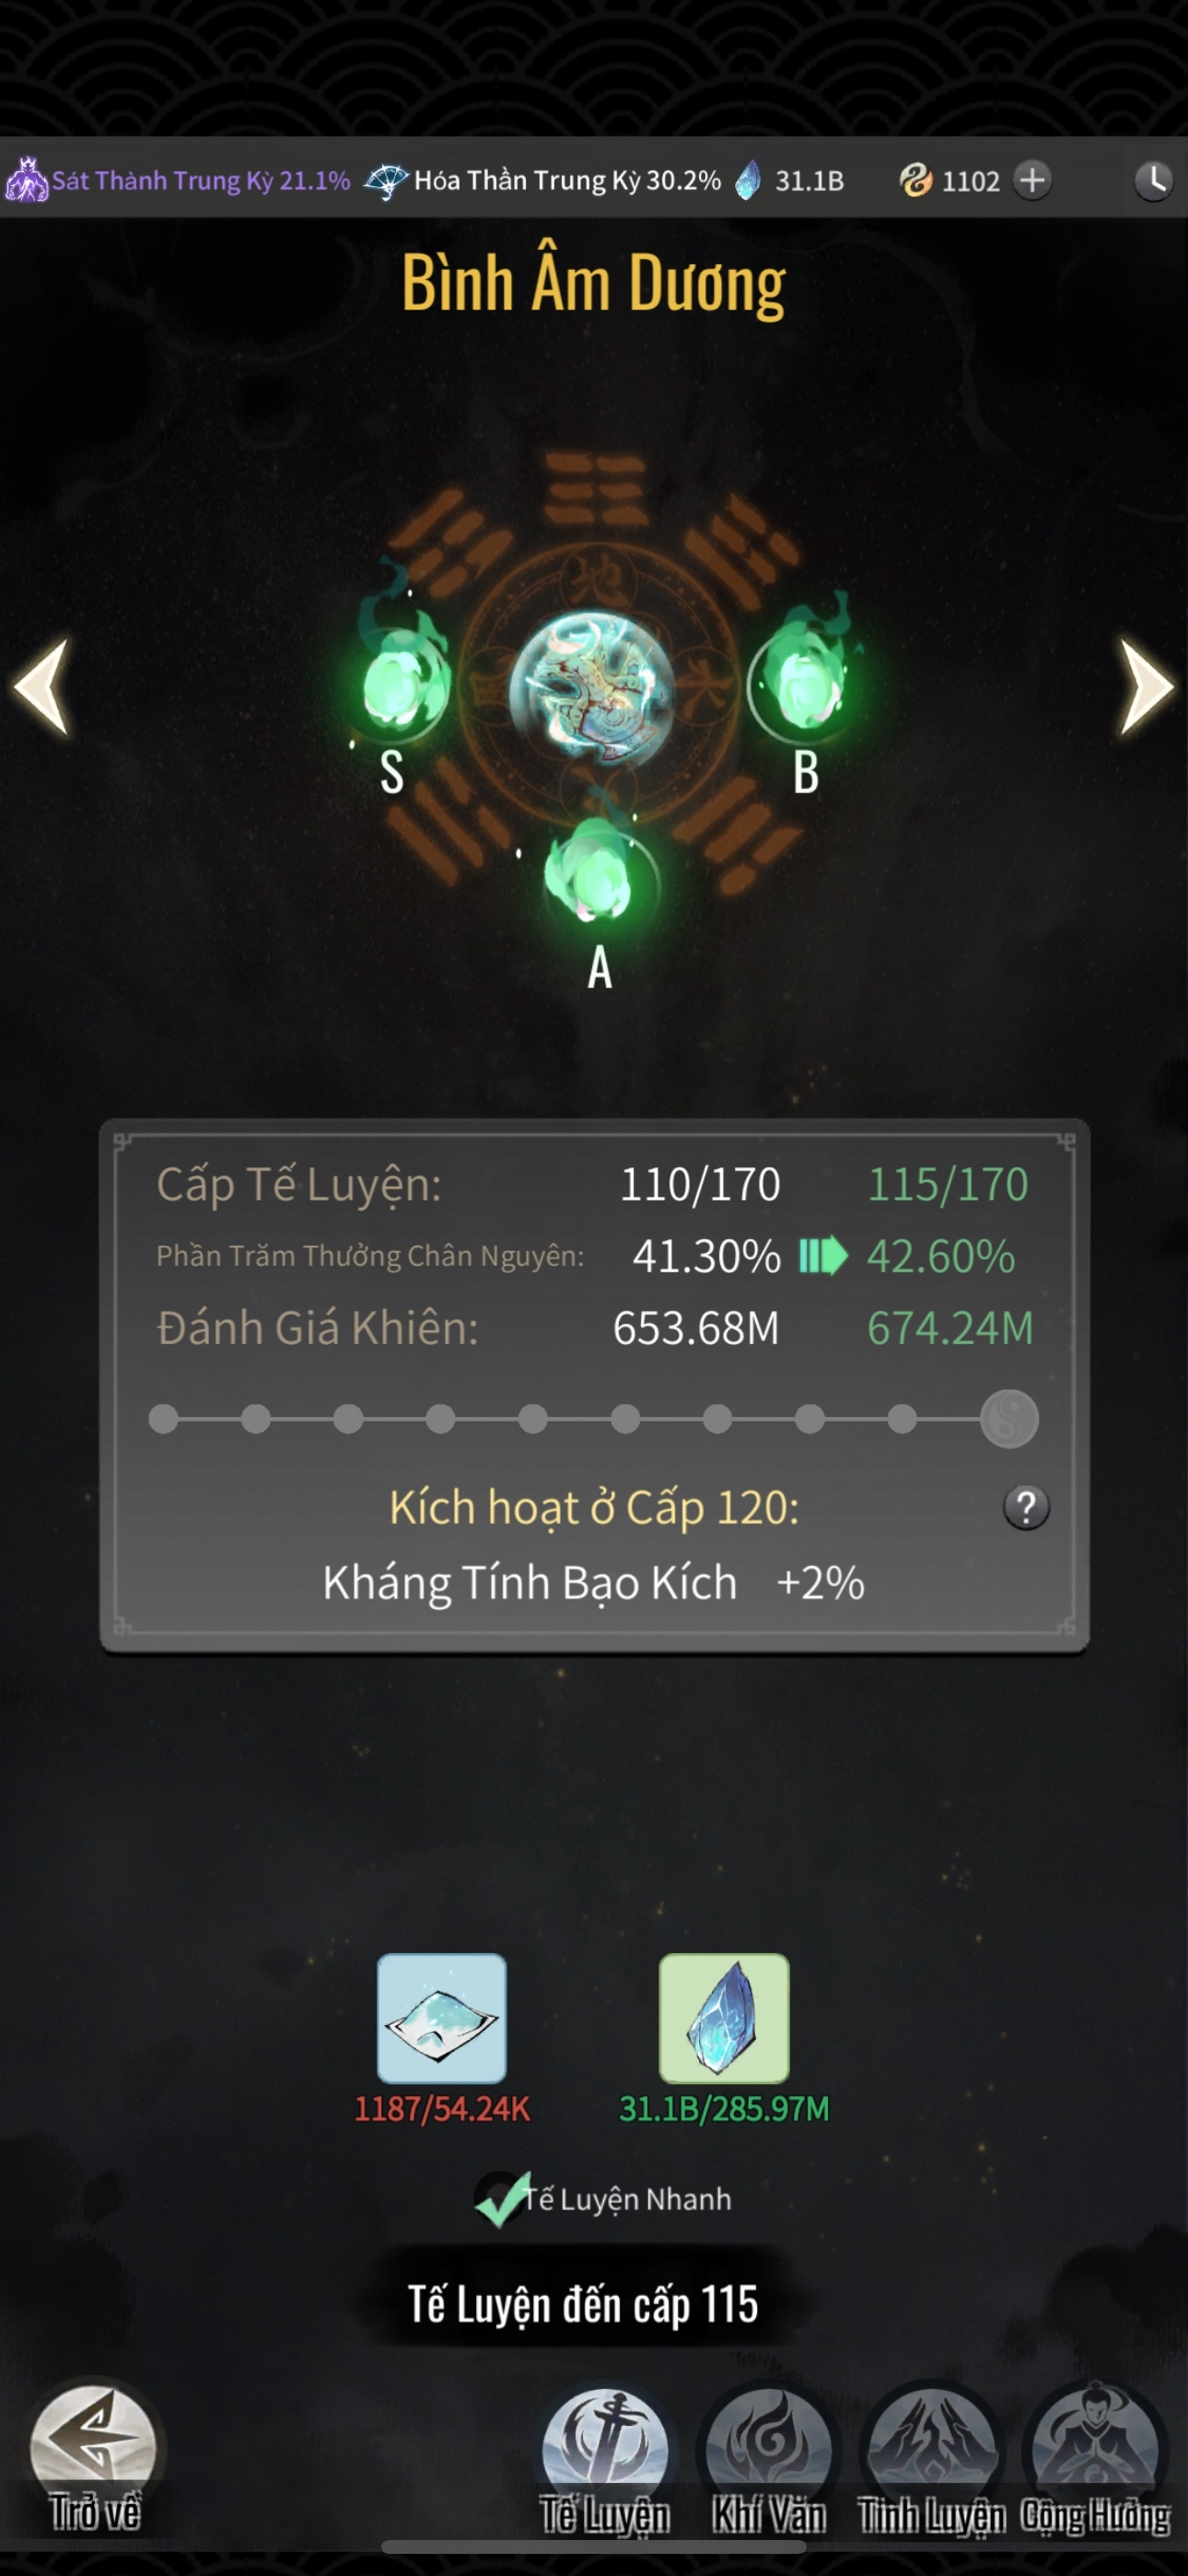 Sát Thành Trung Kỳ 21.1% Hóa Thần Trung Kỳ 30.2% 31.1B 1102
Bình Âm Dương
地
S
B
A
Cấp Tế Luyện: 110/170 115/170
Phần Trăm Thưởng Chân Nguyên: 41.30% 42.60%
Đánh Giá Khiên: 653.68M 674.24M
Kích hoạt ở Cấp 120:
?
Kháng Tính Bạo Kích +2%
1187/54.24K 31.1B/285.97M
Tế Luyện Nhanh
Tế Luyện đến cấp 115
Trở về Tế Luyện Khí Văn Tinh Luyện Cộng Hưởng